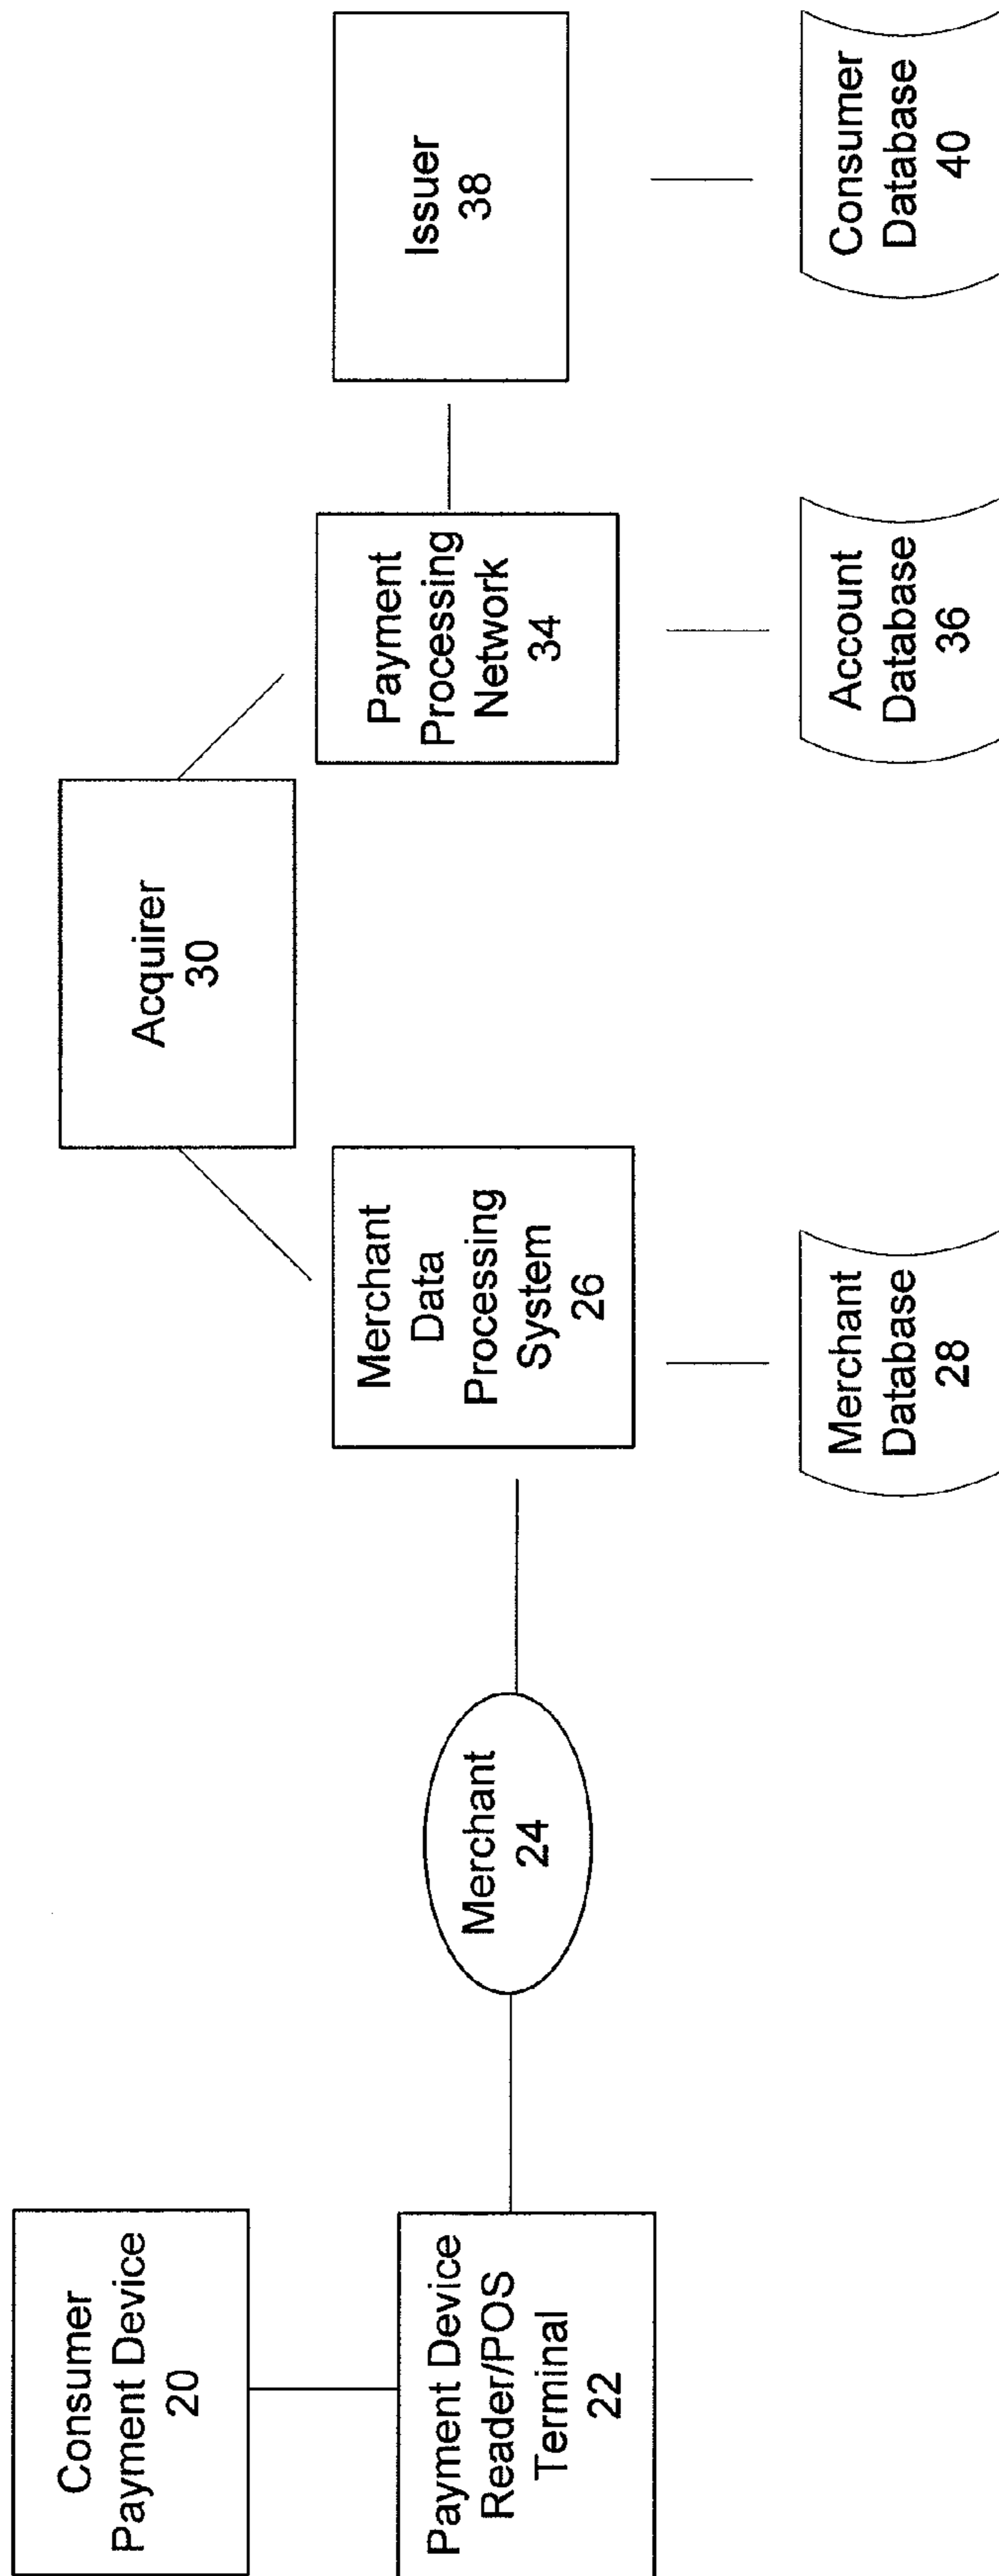 Consumer
Payment Device
20
Payment Device
Reader/POS
Terminal
22
Merchant
24
Merchant
Data
Processing
System
26
Merchant
Database
28
Acquirer
30
Payment
Processing
Network
34
Account
Database
36
Issuer
38
Consumer
Database
40